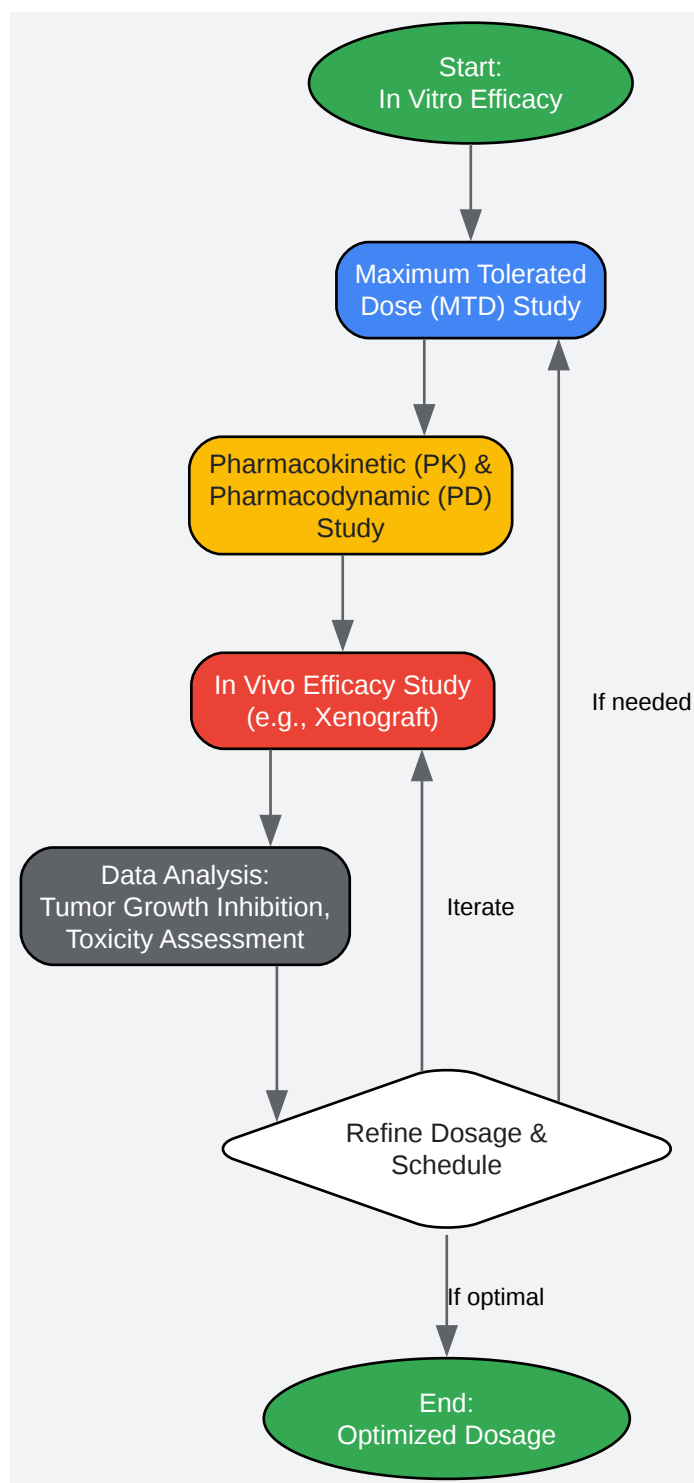 Start:
In Vitro Efficacy
Maximum Tolerated
Dose (MTD) Study
Pharmacokinetic (PK) &
Pharmacodynamic (PD)
Study
In Vivo Efficacy Study
(e.g., Xenograft)
If needed
Data Analysis:
Tumor Growth Inhibition,
Toxicity Assessment
Iterate
Refine Dosage &
Schedule
If optimal
End:
Optimized Dosage